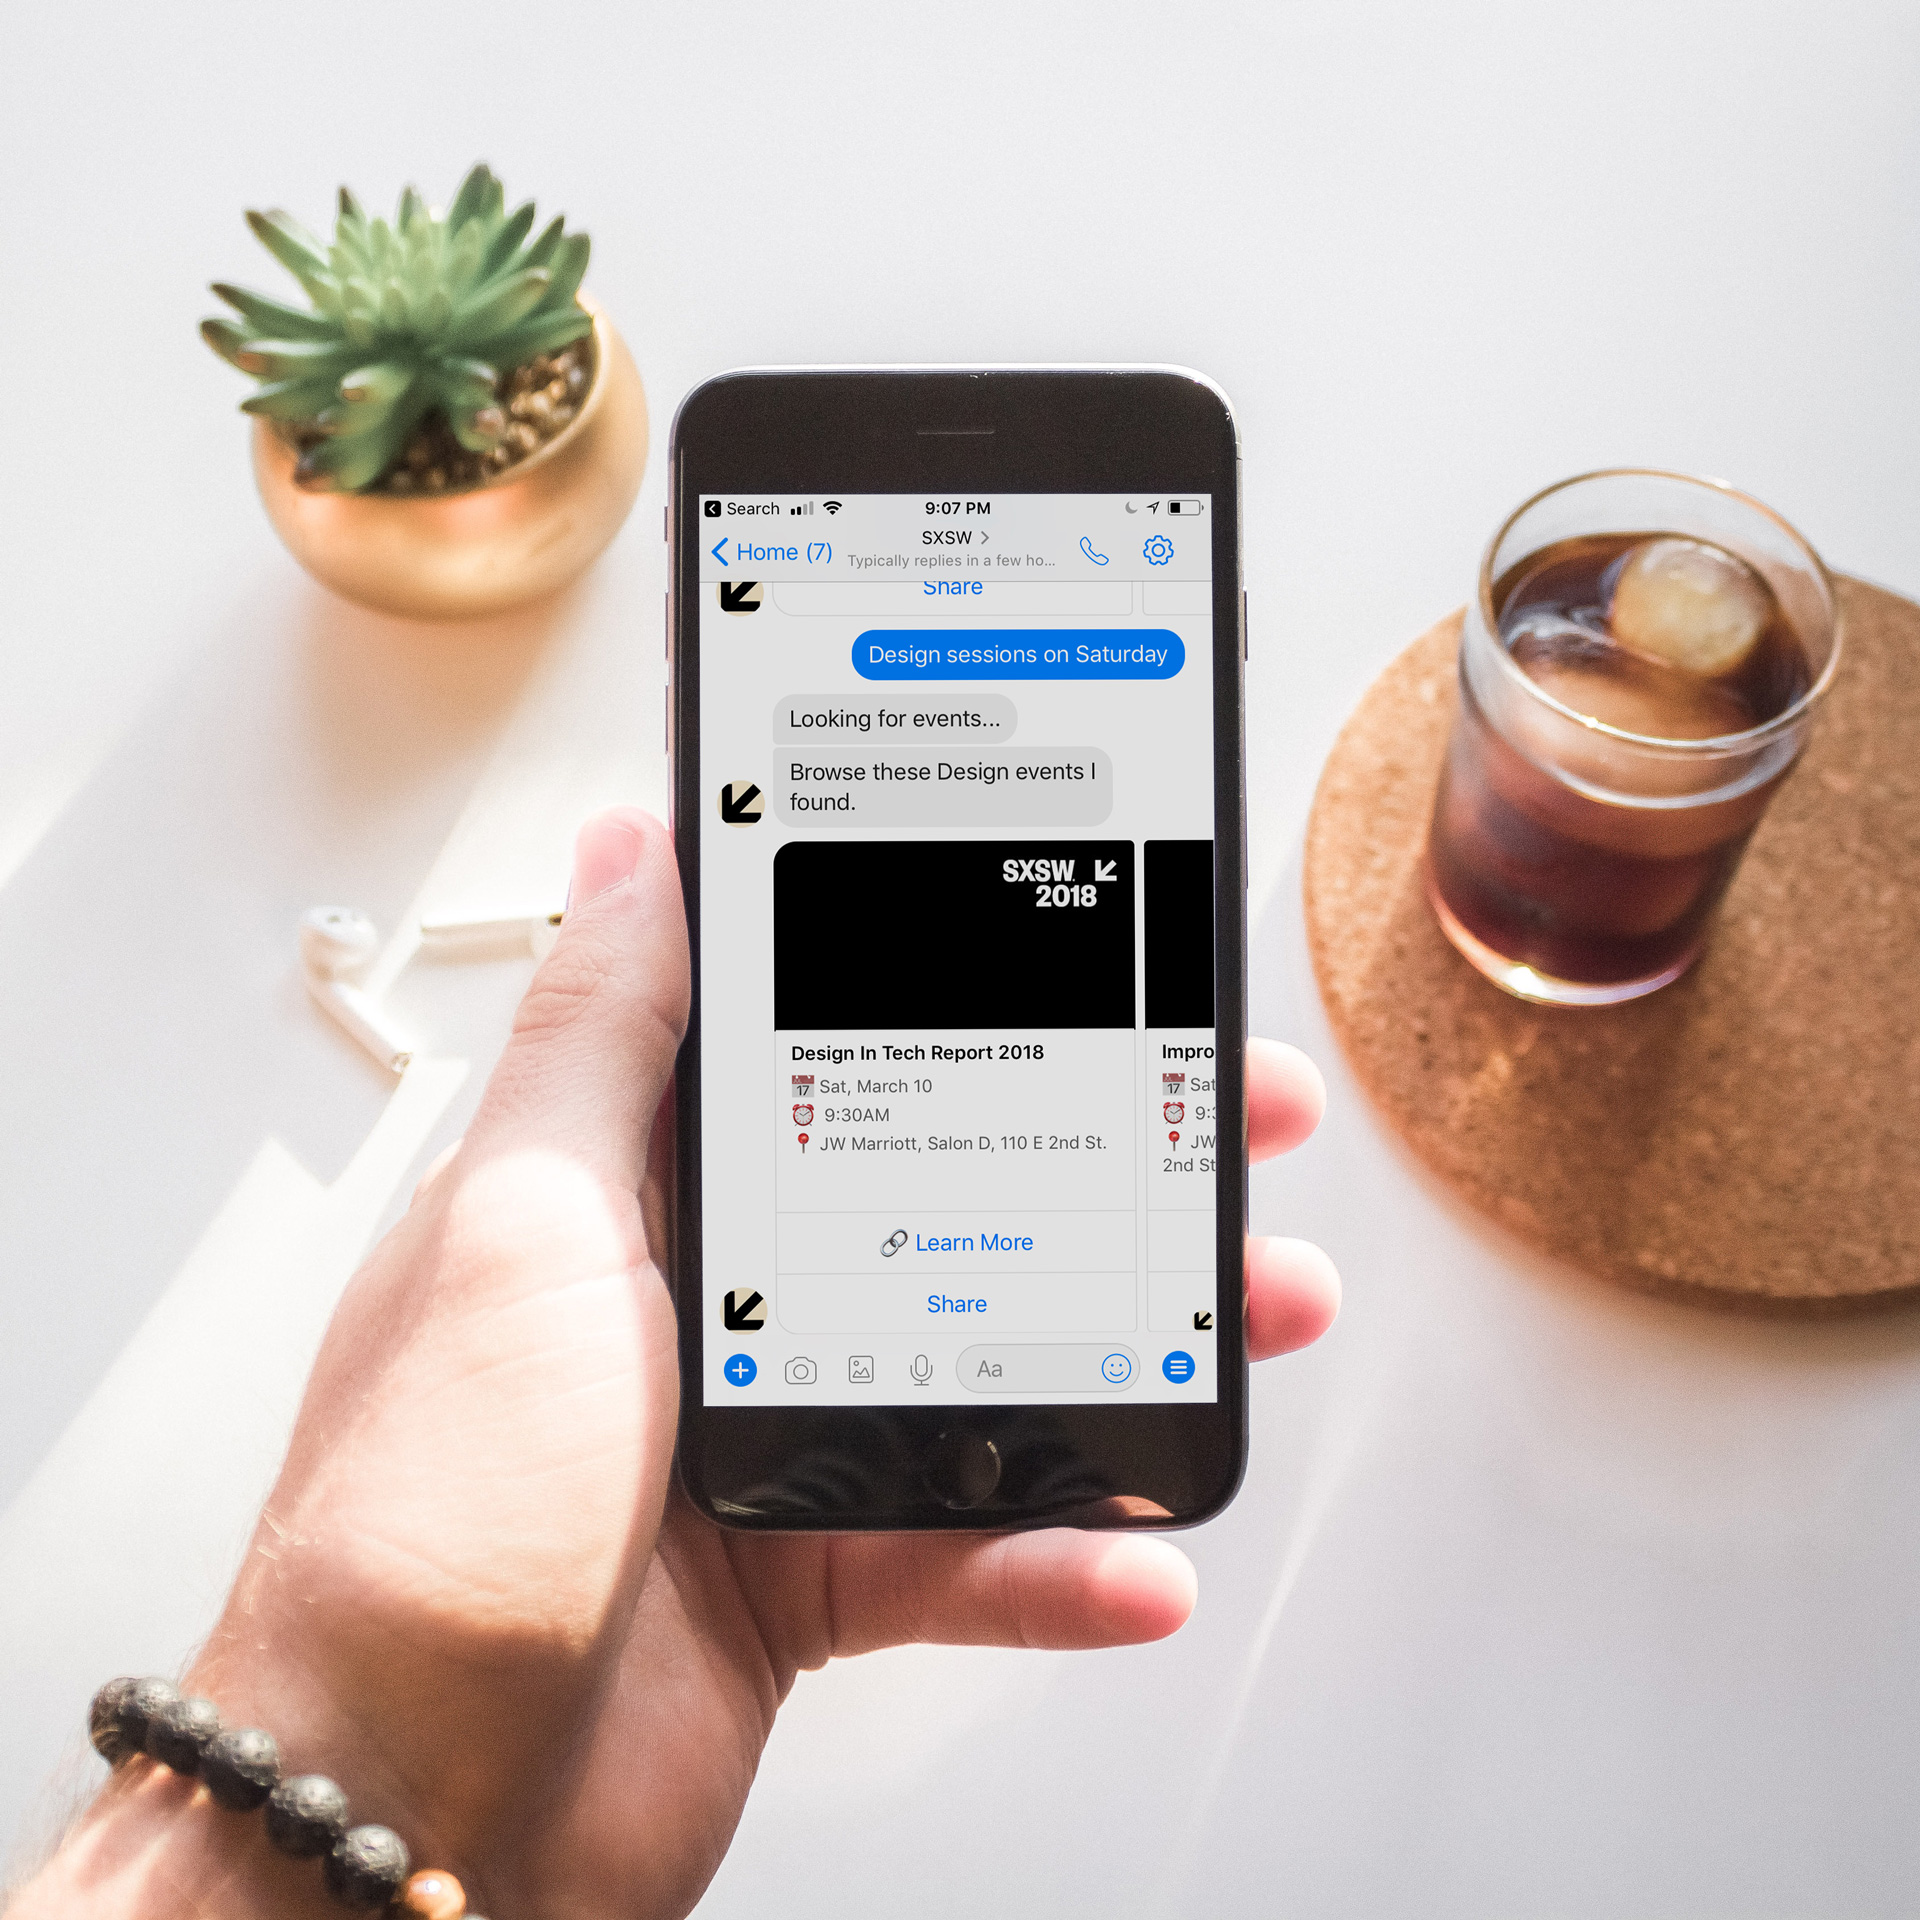 Search
9:07 PM
Home (7)
SXSW
Typically replies in a few ho...
Share
Design sessions on Saturday
Looking for events...
Browse these Design events I
found.
SXSW
2018
Design In Tech Report 2018
17 Sat, March 10
9:30AM
JW Marriott, Salon D, 110 E 2nd St.
Learn More
Share
Impro
17 Sat
9:3
JW
2nd St
Aa